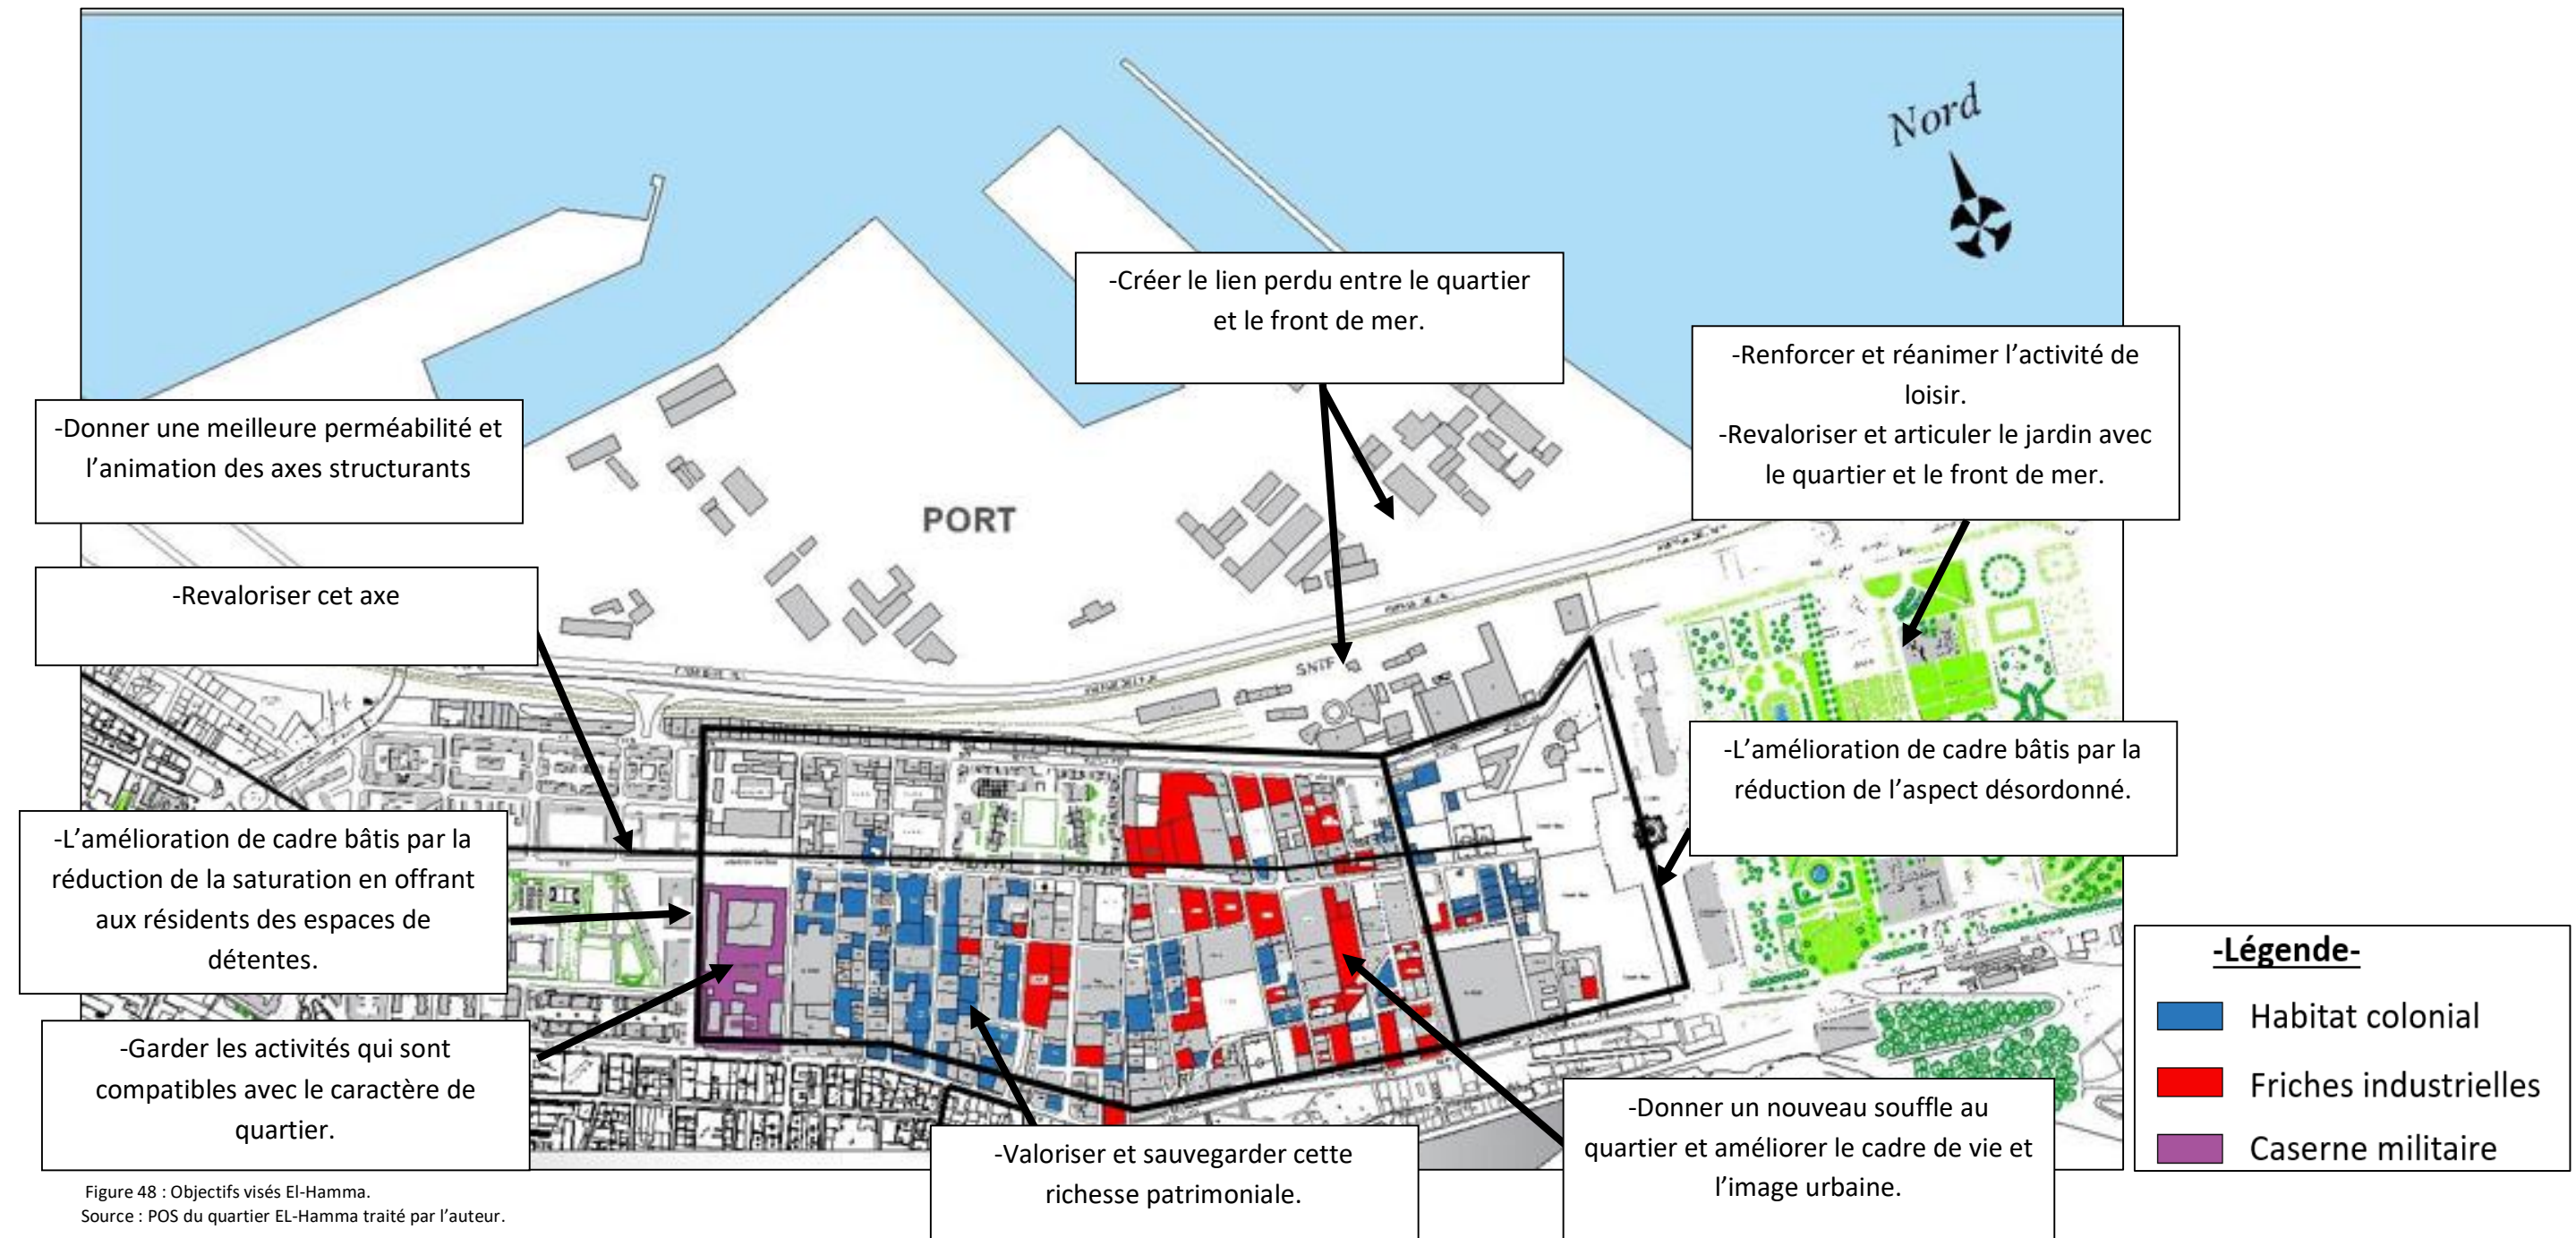 Nord
-Créer le lien perdu entre le quartier
et le front de mer.
-Renforcer et réanimer l’activité de
loisir.
-Revaloriser et articuler le jardin avec
le quartier et le front de mer.
-Donner une meilleure perméabilité et
l’animation des axes structurants
PORT
-Revaloriser cet axe
SNTF
-L’amélioration de cadre bâtis par la
réduction de l’aspect désordonné.
-L’amélioration de cadre bâtis par la
réduction de la saturation en offrant
aux résidents des espaces de
détentes.
-Garder les activités qui sont
compatibles avec le caractère de
quartier.
-Valoriser et sauvegarder cette
richesse patrimoniale.
-Donner un nouveau souffle au
quartier et améliorer le cadre de vie et
l’image urbaine.
-Légende-
Habitat colonial
Friches industrielles
Caserne militaire
Figure 48 : Objectifs visés El-Hamma.
Source : POS du quartier EL-Hamma traité par l’auteur.